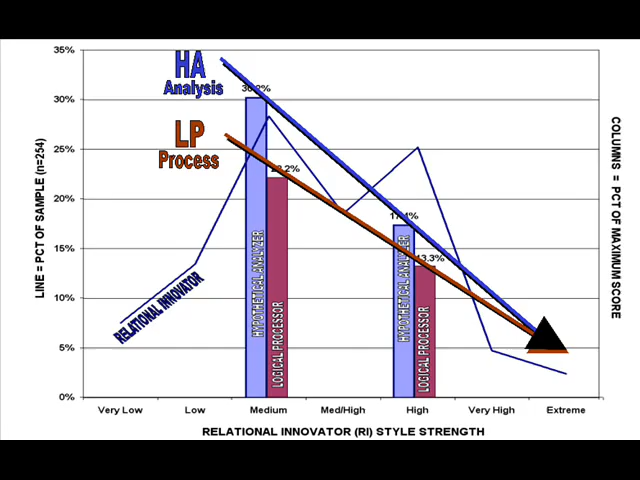 35%
30%
25%
20%
15%
10%
5%
0%
LINE = PCT OF SAMPLE (n=254)
COLUMNS = PCT OF MAXIMUM SCORE
HA
Analysis
LP
Process
13.3%
RELATIONAL INNOVATOR
HYPOTHETICAL ANALYZER
LOGICAL PROCESSOR
HYPOTHETICAL ANALYZER
LOGICAL PROCESSOR
Very Low
Low
Medium
Med/High
High
Very High
Extreme
RELATIONAL INNOVATOR (RI) STYLE STRENGTH